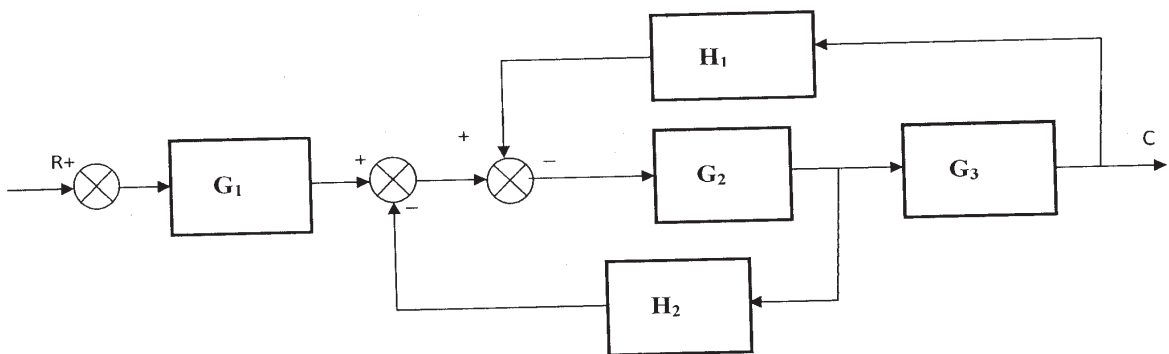 H₁
+
C
R+
G₁
+
−
G₂
G₃
−
H₂